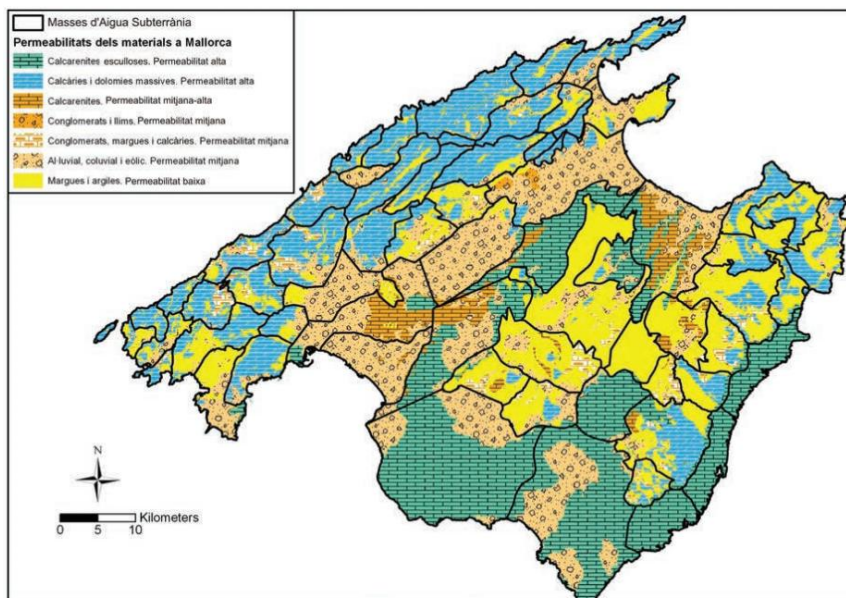 Masses d'Aigua Subterrània
Permeabilitats dels materials a Mallorca
Calcarenites esculloses. Permeabilitat alta
Calcàries i dolomies massives. Permeabilitat alta
Calcarenites. Permeabilitat mitjana-alta
Conglomerats i llims. Permeabilitat mitjana
Conglomerats, margues i calcàries. Permeabilitat mitjana
Al·luvial, coluvial i eòlic. Permeabilitat mitjana
Margues i argiles. Permeabilitat baixa
N
Kilometers
0 5 10